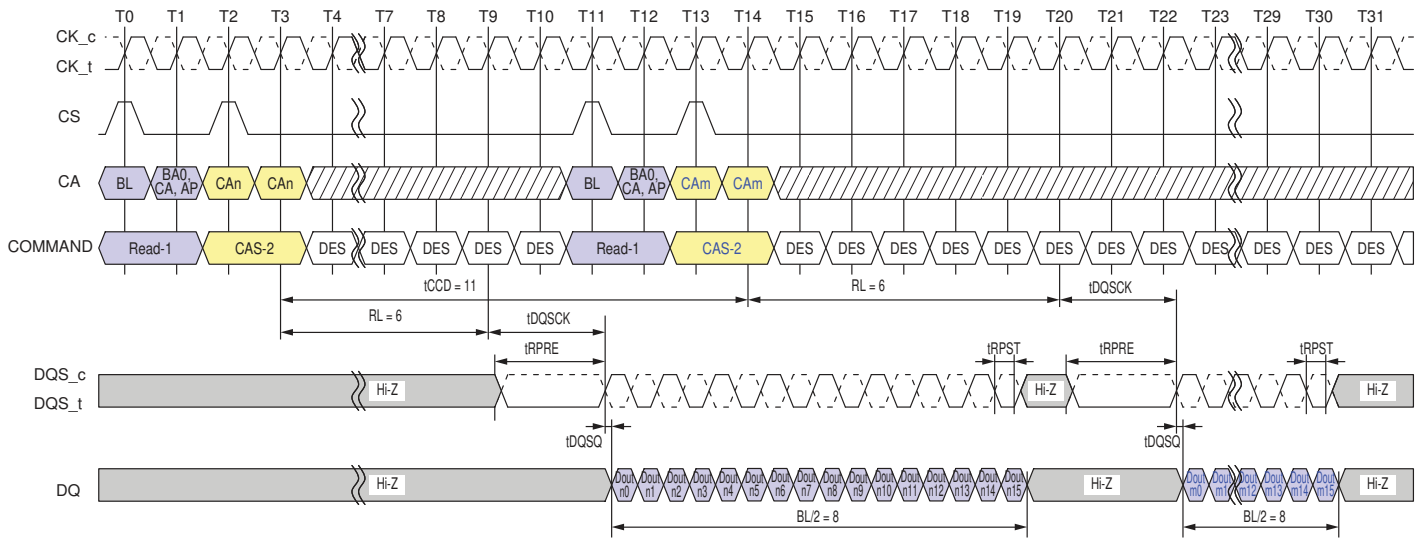 T0 T1 T2 T3 T4 T7 T8 T9 T10 T11 T12 T13 T14 T15 T16 T17 T18 T19 T20 T21 T22 T23 T29 T30 T31
CK_c
CK_t
CS
CA BL BA0, CA, AP CAn CAn BL BA0, CA, AP CAm CAm
COMMAND Read-1 CAS-2 DES DES DES DES DES Read-1 CAS-2 DES DES DES DES DES DES DES DES DES DES DES DES
tCCD = 11 RL = 6 tDQSCK
RL = 6 tDQSCK
tRPRE tRPST tRPRE tRPST
DQS_c
DQS_t
Hi-Z Hi-Z Hi-Z
tDQSQ tDQSQ
DQ Hi-Z Dout n0 Dout n1 Dout n2 Dout n3 Dout n4 Dout n5 Dout n6 Dout n7 Dout n8 Dout n9 Dout n10 Dout n11 Dout n12 Dout n13 Dout n14 Dout n15 Hi-Z Dout m0 Dout m1 Dout m12 Dout m13 Dout m14 Dout m15 Hi-Z
BL/2 = 8 BL/2 = 8